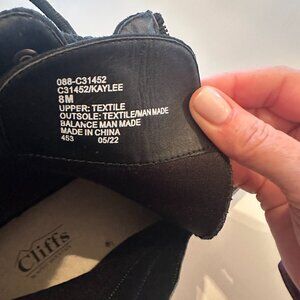 088-C31452
C31452/KAYLEE
8M
UPPER: TEXTILE
OUTSOLE: TEXTILE/MAN MADE
BALANCE MAN MADE
MADE IN CHINA
453 05/22
Cliffs